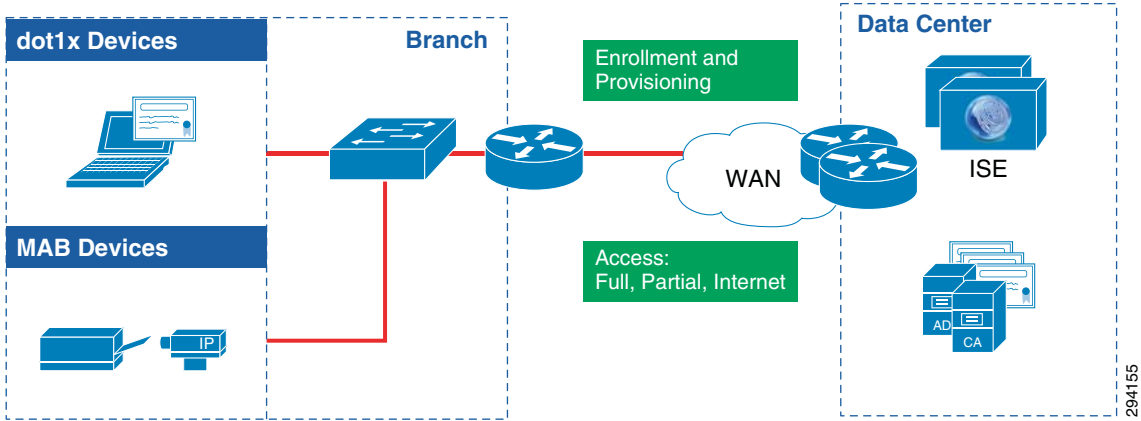 dot1x Devices
Branch
Enrollment and
Provisioning
Data Center
ISE
WAN
MAB Devices
Access:
Full, Partial, Internet
IP
AD
CA
294155